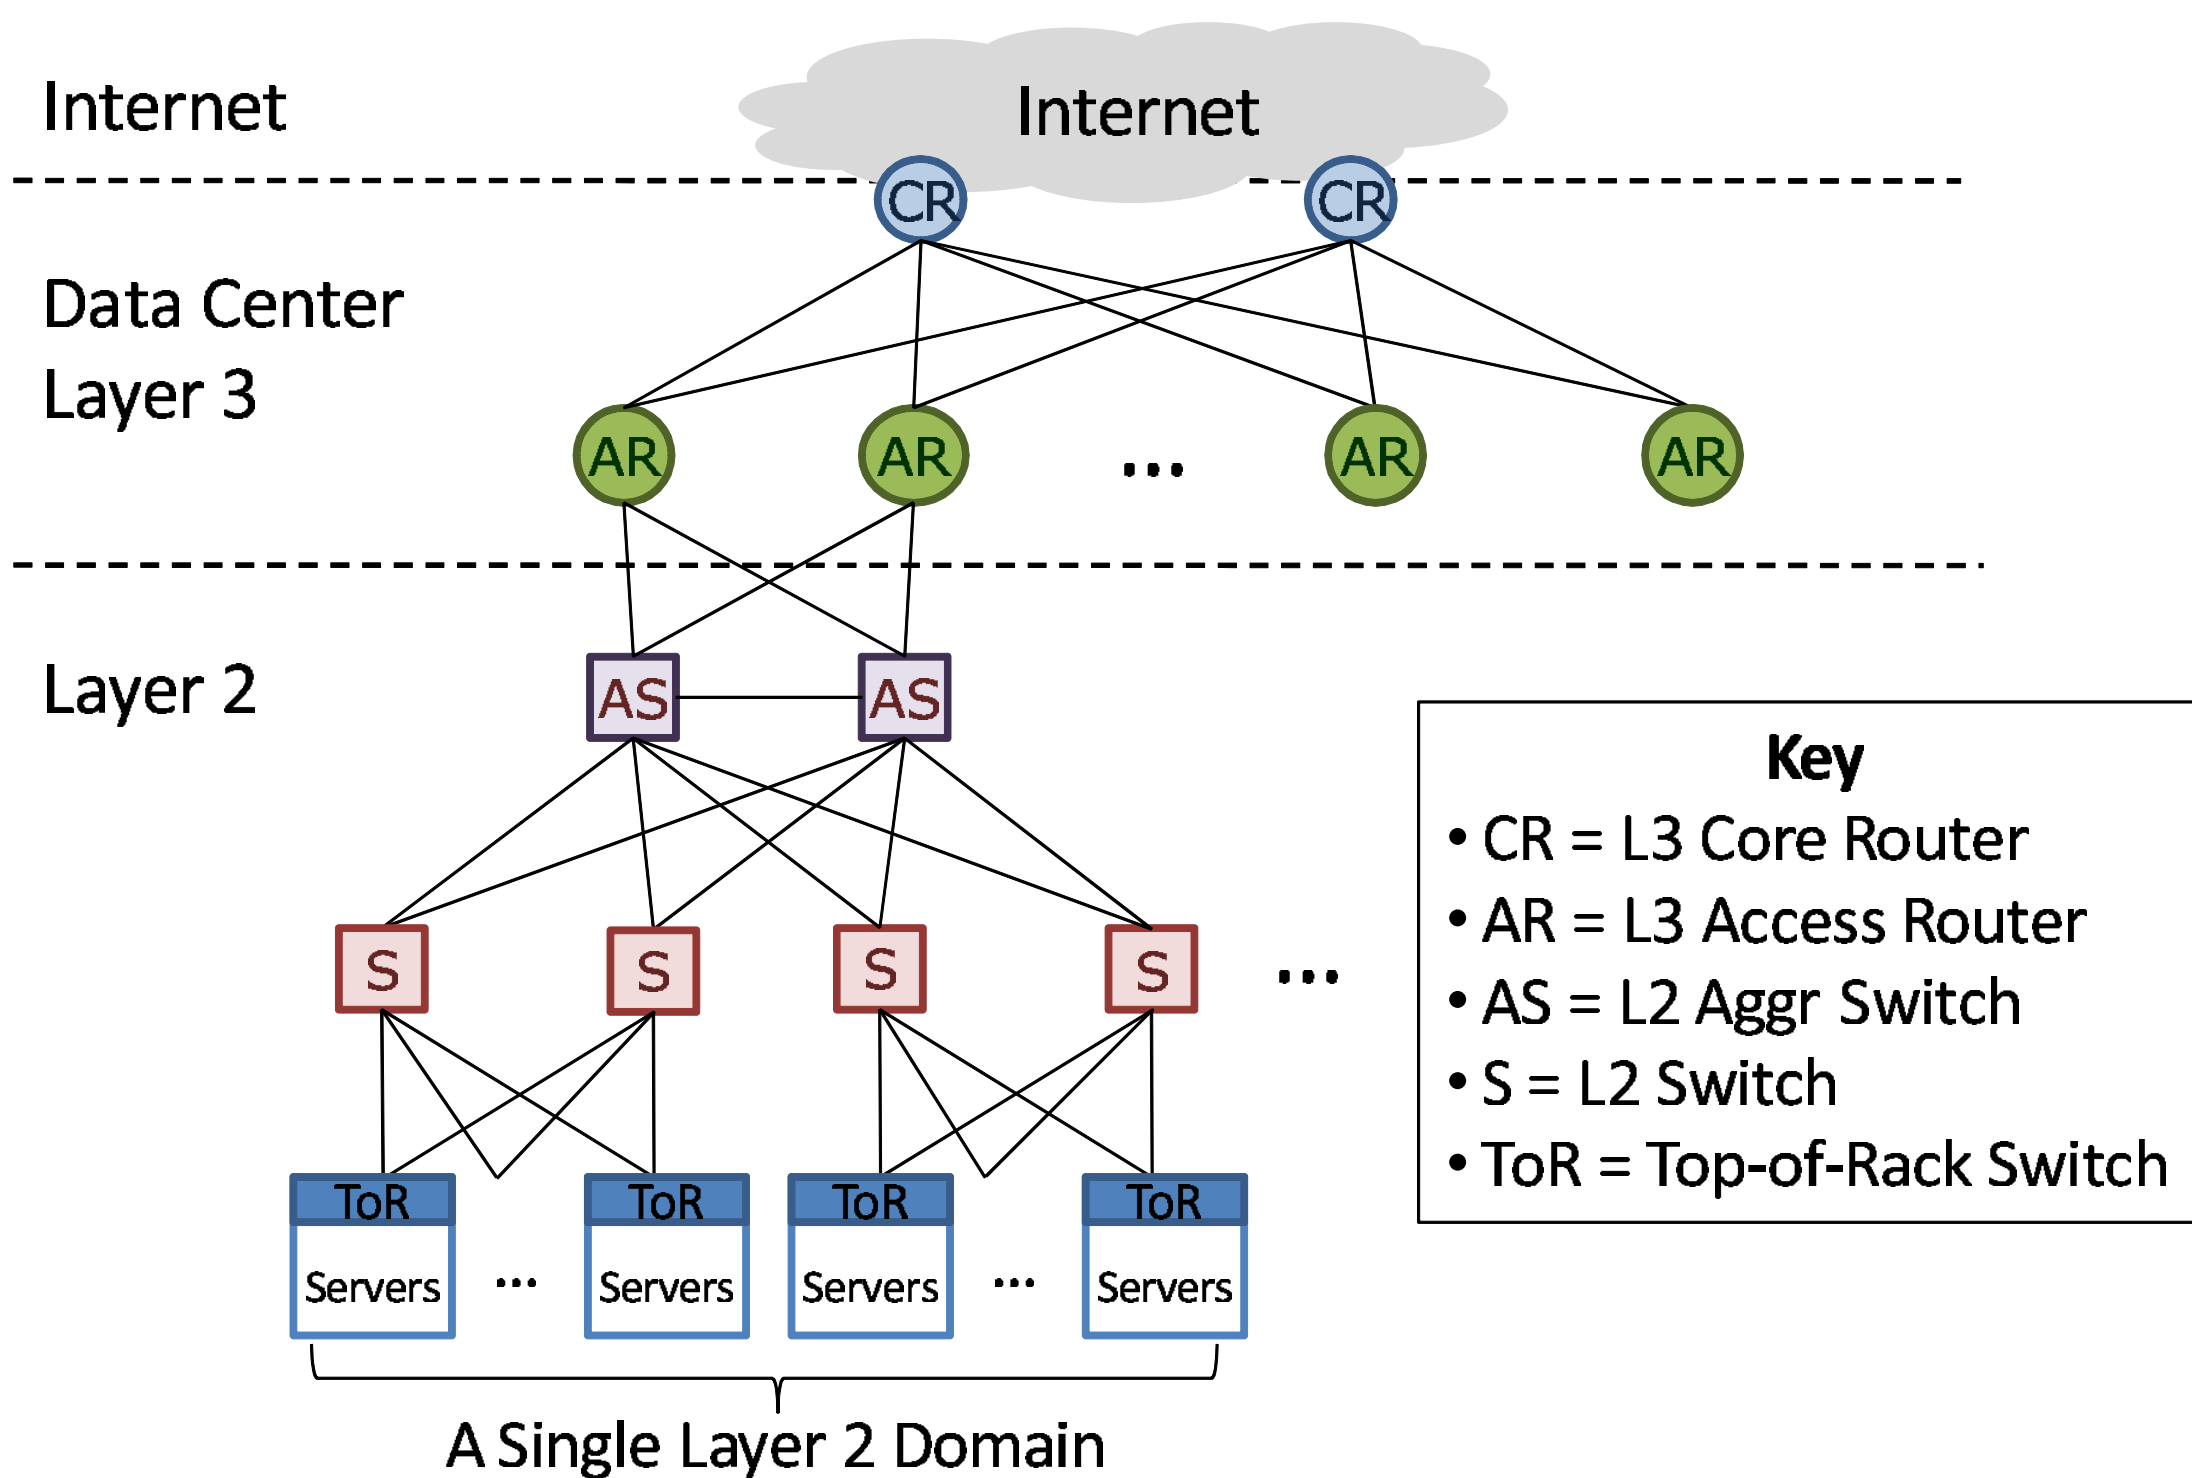 Internet
Internet
CR CR
Data Center
Layer 3
AR AR ... AR AR
Layer 2
AS AS
Key
• CR = L3 Core Router
• AR = L3 Access Router
• AS = L2 Aggr Switch
• S = L2 Switch
• ToR = Top-of-Rack Switch
S S S S ...
ToR ToR ToR ToR
Servers ... Servers Servers ... Servers
A Single Layer 2 Domain